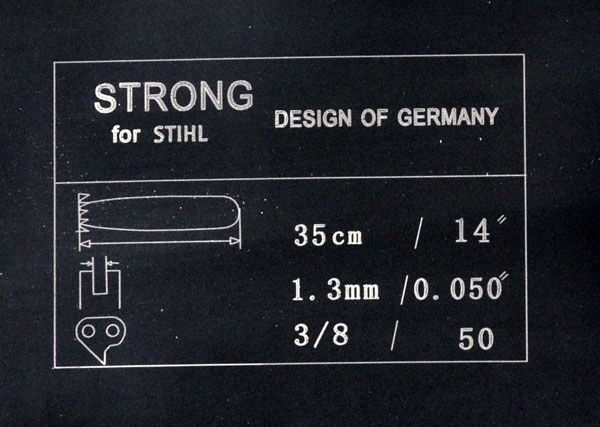 STRONG
for STIHL
DESIGN OF GERMANY
35cm / 14″
1.3mm /0.050″
3/8 / 50